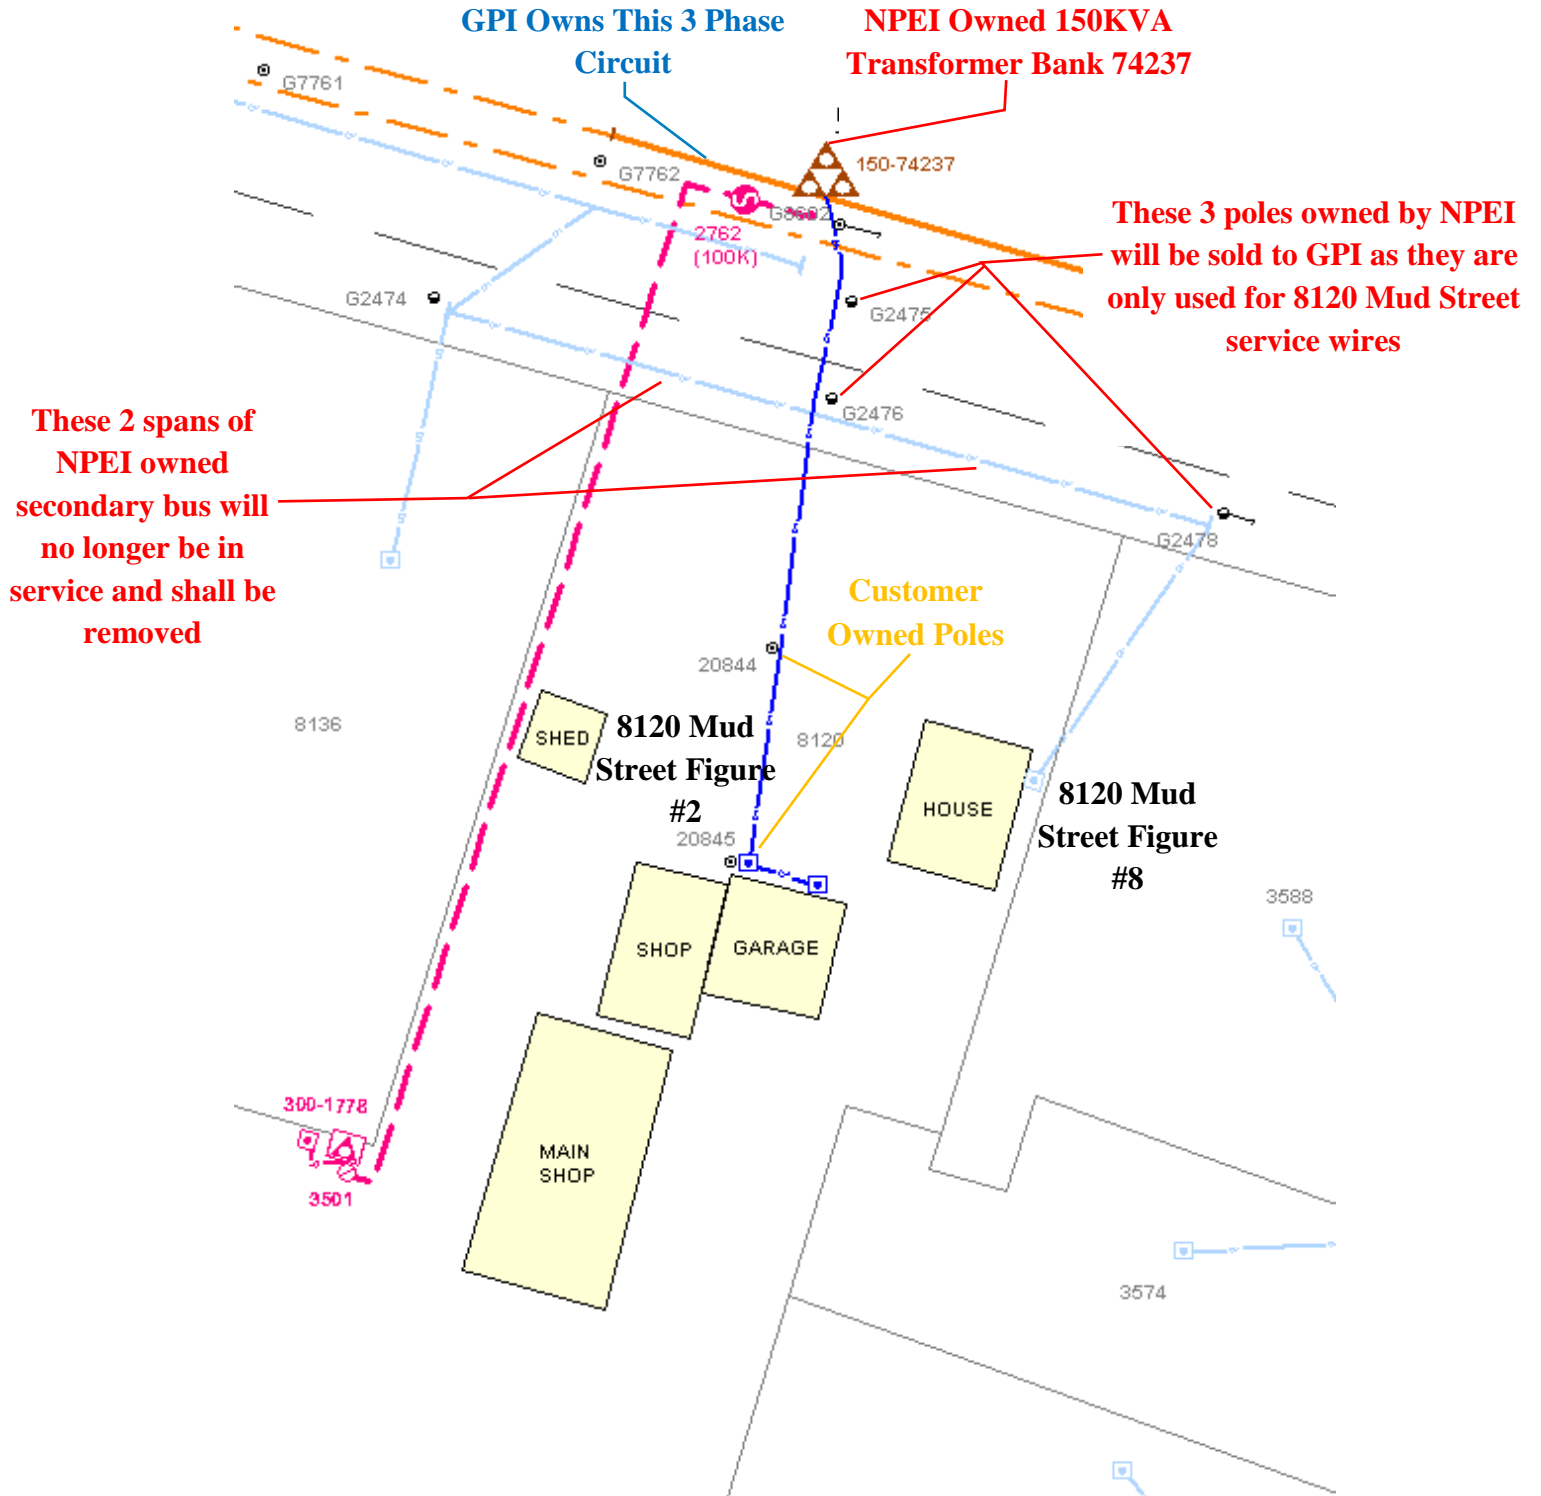 GPI Owns This 3 Phase
Circuit
NPEI Owned 150KVA
Transformer Bank 74237
G7761
G7762
150-74237
G8602
2762
(100K)
These 3 poles owned by NPEI
will be sold to GPI as they are
only used for 8120 Mud Street
service wires
G2474
G2475
G2476
G2478
These 2 spans of
NPEI owned
secondary bus will
no longer be in
service and shall be
removed
Customer
Owned Poles
20844
8136
SHED
8120 Mud
Street Figure
#2
8120
HOUSE
8120 Mud
Street Figure
#8
20845
3588
SHOP
GARAGE
300-1778
3501
MAIN
SHOP
3574